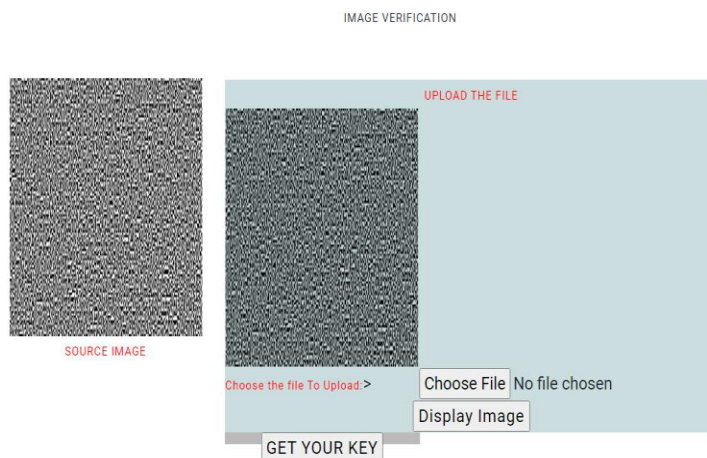 IMAGE VERIFICATION
UPLOAD THE FILE
SOURCE IMAGE
Choose the file To Upload:>
Choose File No file chosen
Display Image
GET YOUR KEY